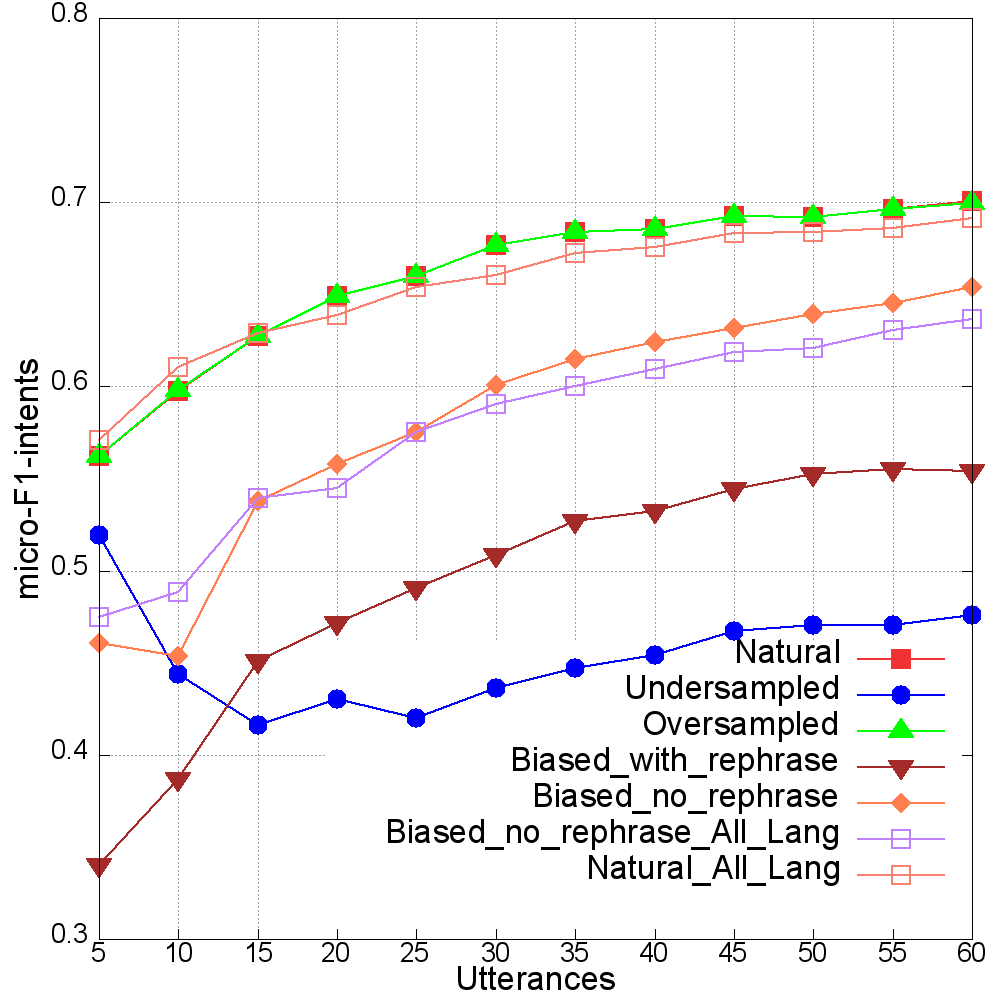 0.8
0.7
0.6
0.5
0.4
0.3
micro-F1-intents
Natural
Undersampled
Oversampled
Biased_with_rephrase
Biased_no_rephrase
Biased_no_rephrase_All_Lang
Natural_All_Lang
5 10 15 20 25 30 35 40 45 50 55 60
Utterances